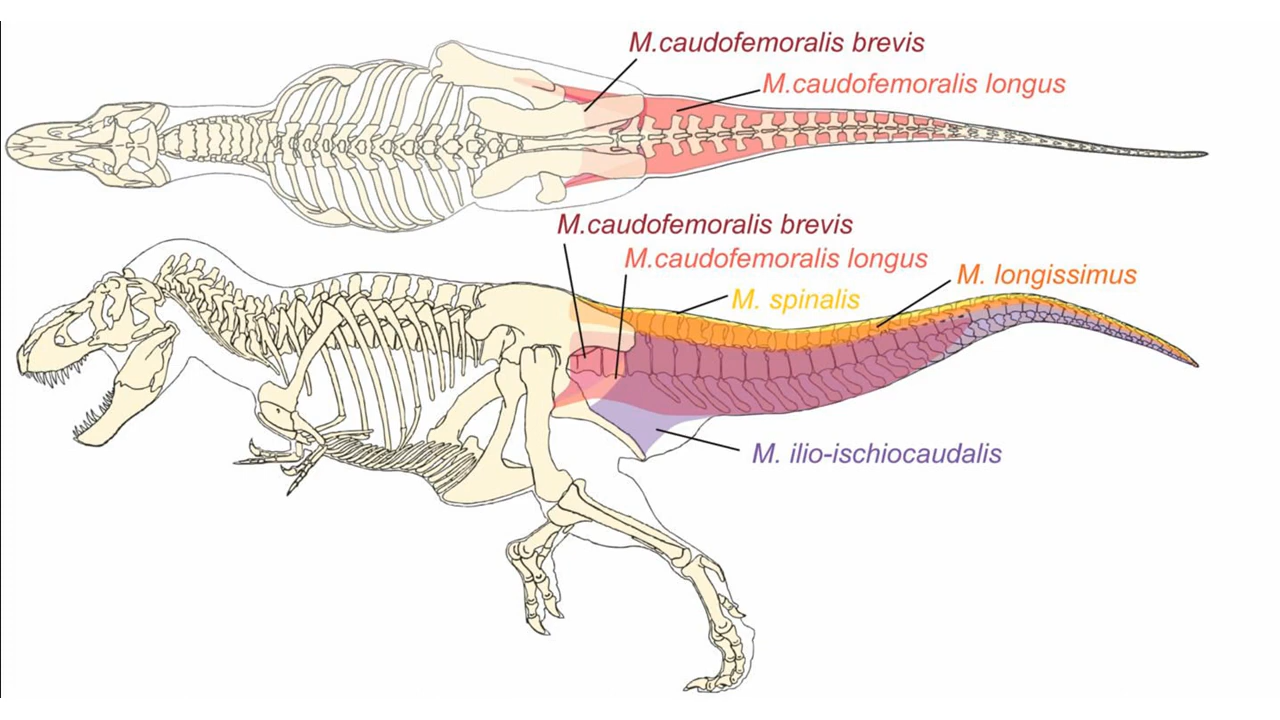 M.caudofemoralis brevis
M.caudofemoralis longus
M.caudofemoralis brevis
M.caudofemoralis longus
M. longissimus
M. spinalis
M. ilio-ischiocaudalis